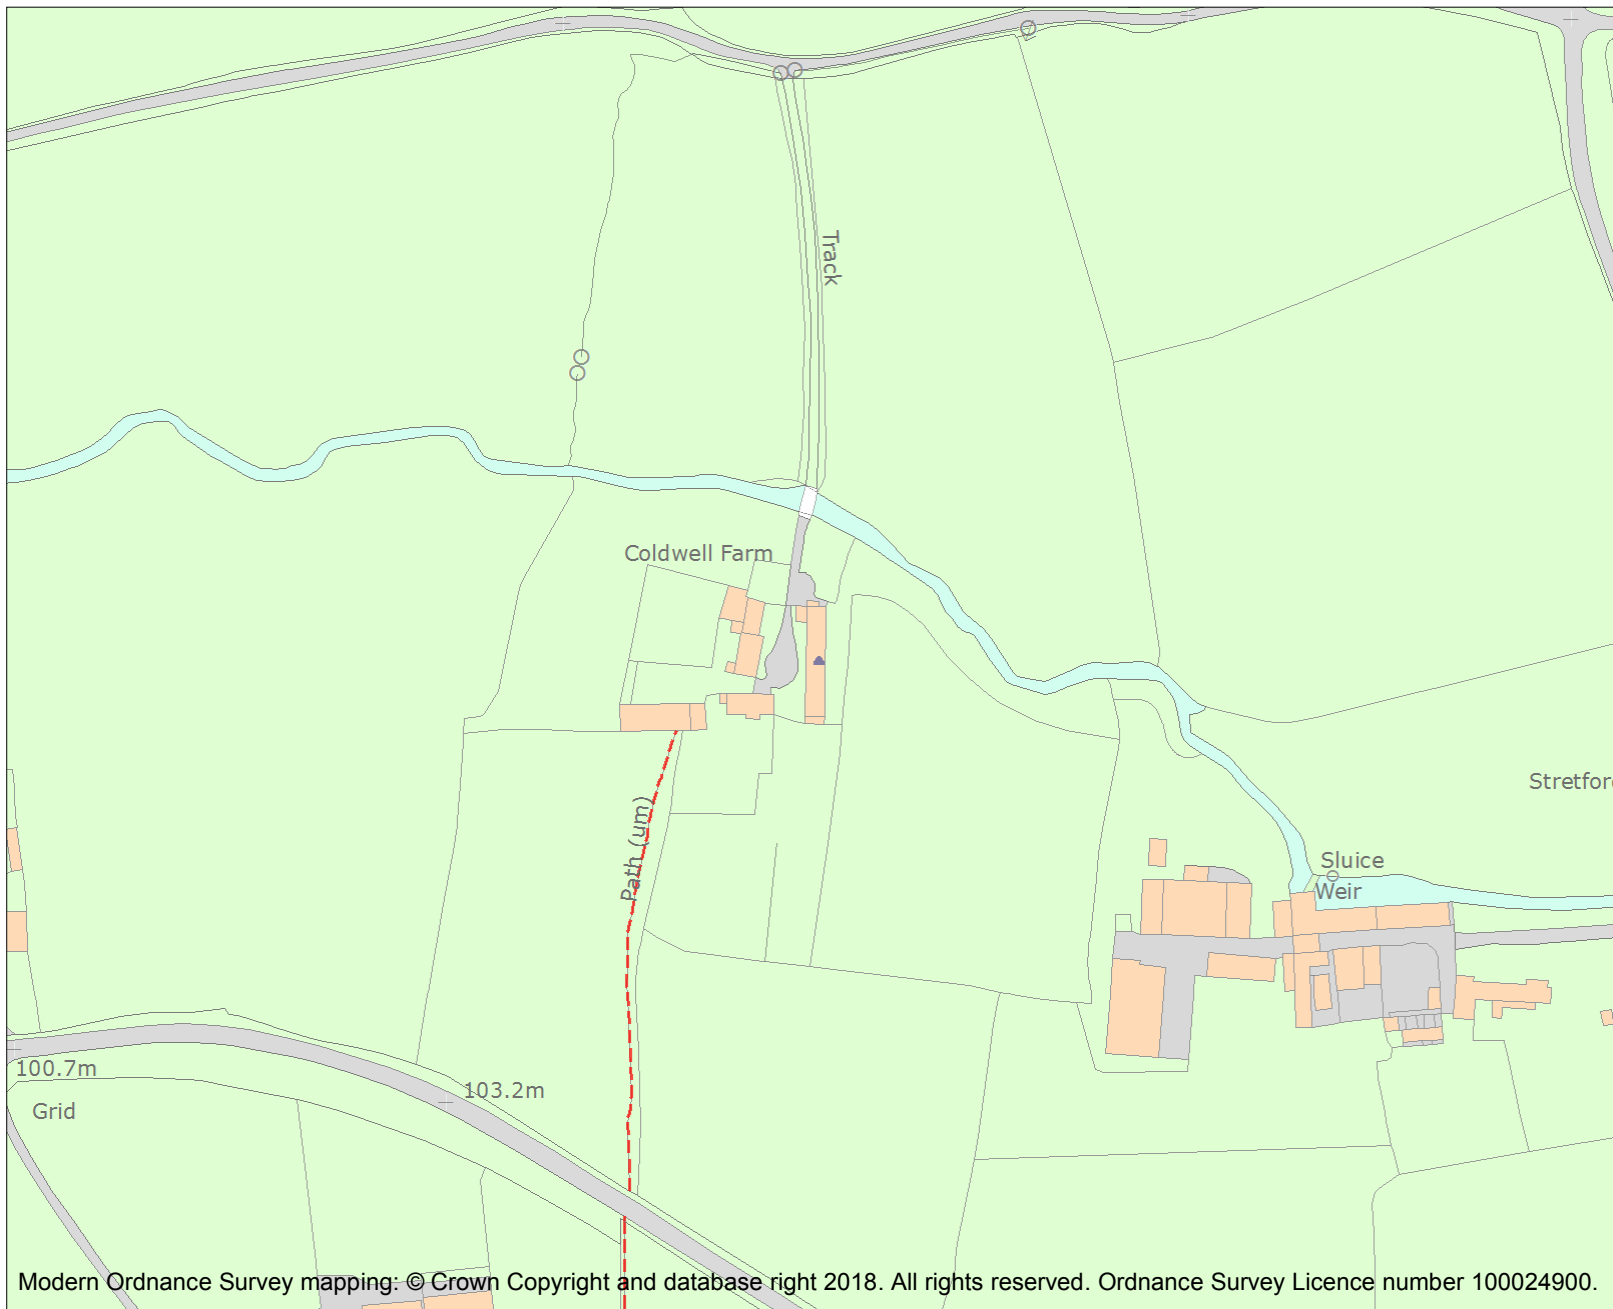 Track
Coldwell Farm
Path (um)
Stretfor
Sluice
Weir
100.7m
103.2m
Grid
Modern Ordnance Survey mapping: © Crown Copyright and database right 2018. All rights reserved. Ordnance Survey Licence number 100024900.